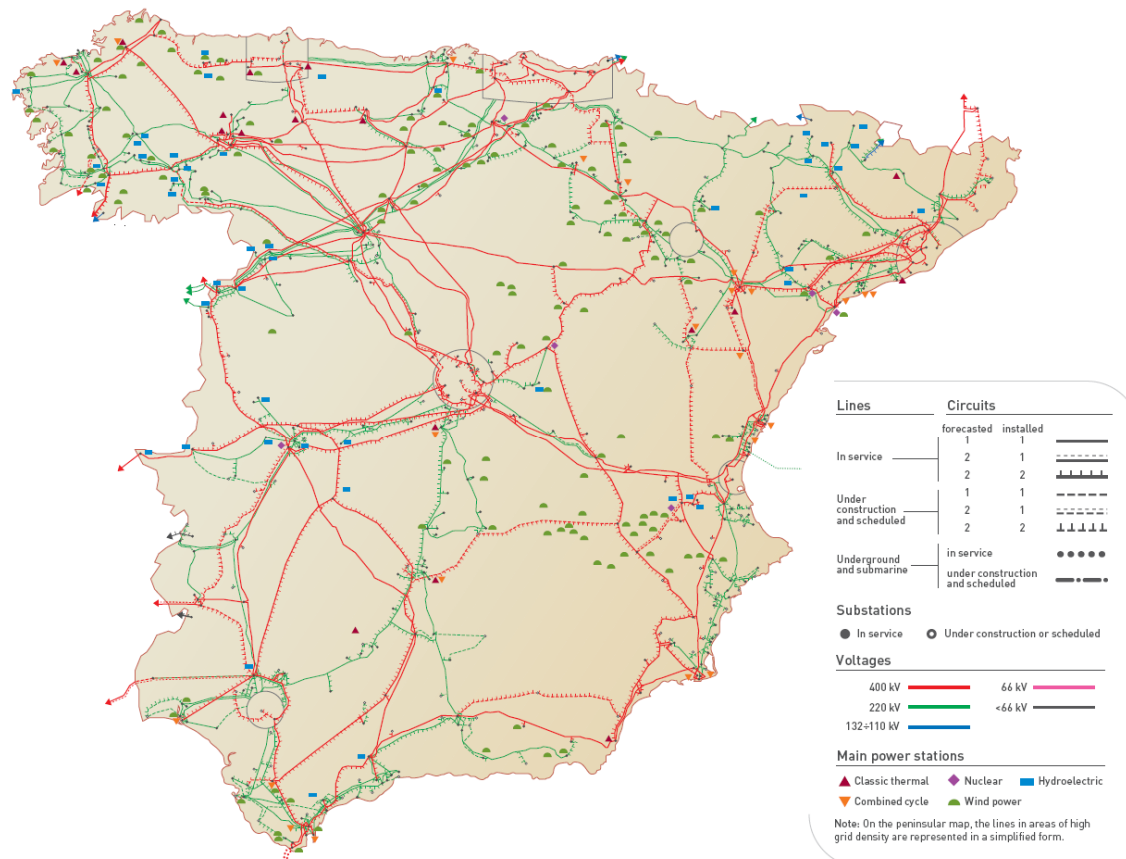 Lines Circuits
forecasted installed
1 1
In service 2 1
2 2
1 1
Under
construction
and scheduled
2 1
2 2
Underground
and submarine
in service
under construction
and scheduled
Substations
In service Under construction or scheduled
Voltages
400 kV 66 kV
220 kV <66 kV
132÷110 kV
Main power stations
Classic thermal Nuclear Hydroelectric
Combined cycle Wind power
Note: On the peninsular map, the lines in areas of high
grid density are represented in a simplified form.